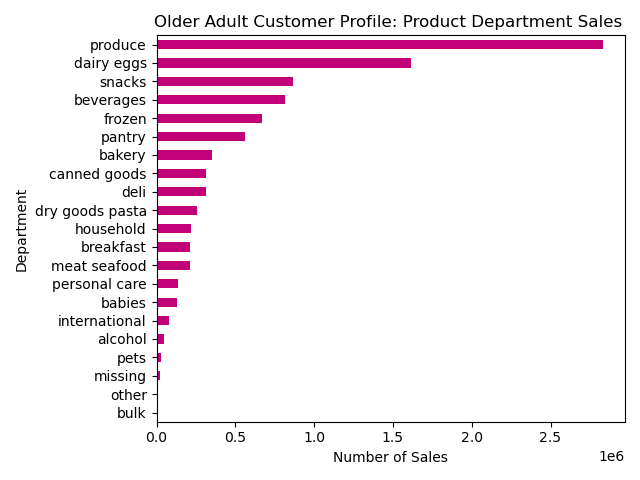 Older Adult Customer Profile: Product Department Sales
produce
dairy eggs
snacks
beverages
frozen
pantry
bakery
canned goods
deli
dry goods pasta
household
breakfast
meat seafood
personal care
babies
international
alcohol
pets
missing
other
bulk
Department
0.0 0.5 1.0 1.5 2.0 2.5
1e6
Number of Sales